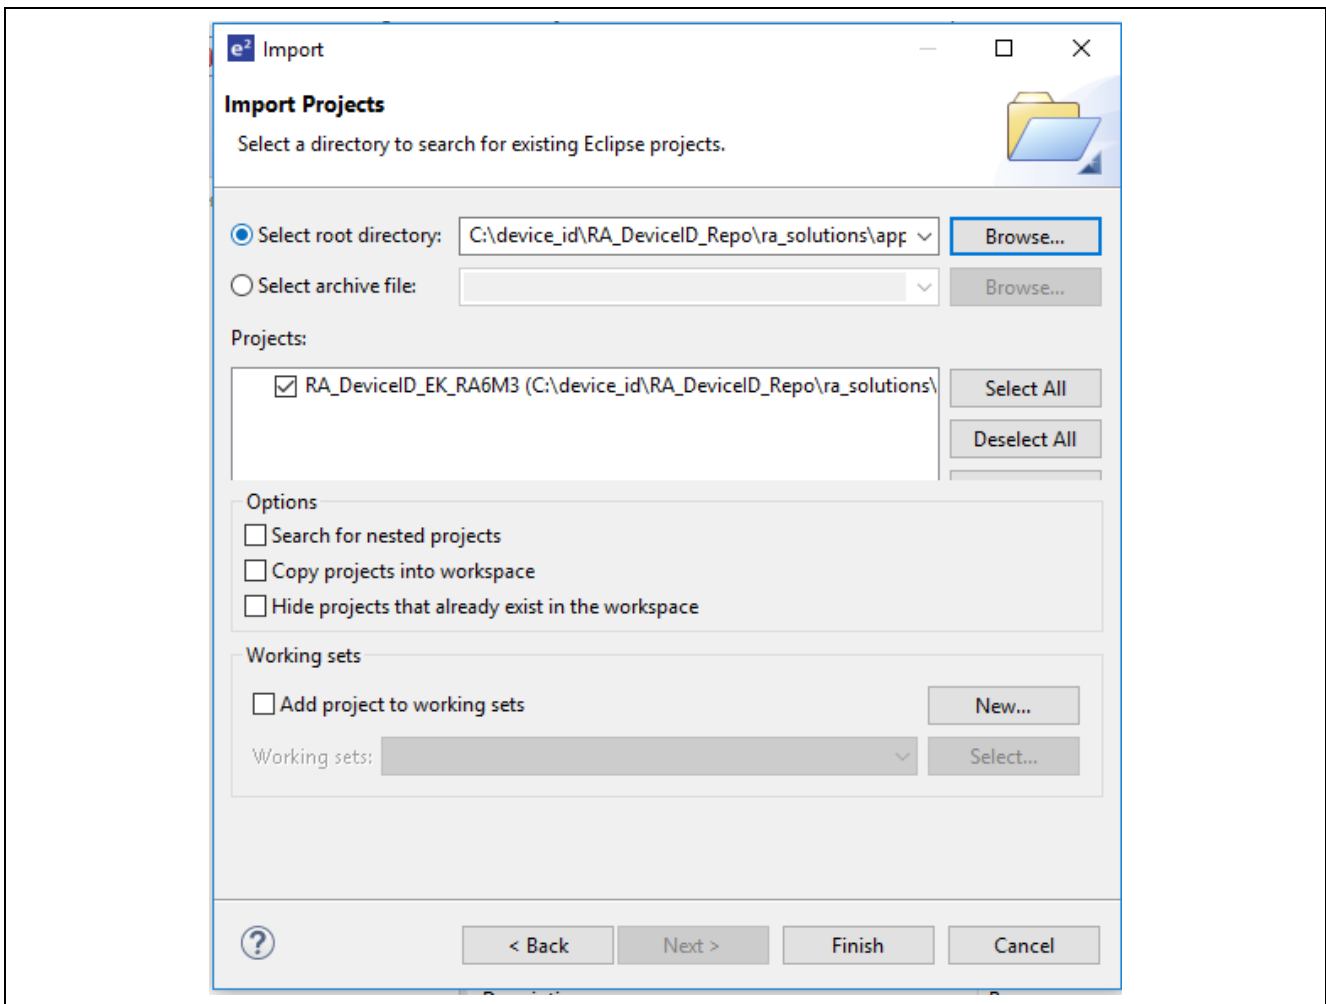 e² Import
Import Projects
Select a directory to search for existing Eclipse projects.
Select root directory: C:\device_id\RA_DeviceID_Repo\ra_solutions\app Browse...
Select archive file: Browse...
Projects:
RA_DeviceID_EK_RA6M3 (C:\device_id\RA_DeviceID_Repo\ra_solutions\ Select All
Deselect All
Options
Search for nested projects
Copy projects into workspace
Hide projects that already exist in the workspace
Working sets
Add project to working sets New...
Working sets: Select...
? < Back Next > Finish Cancel